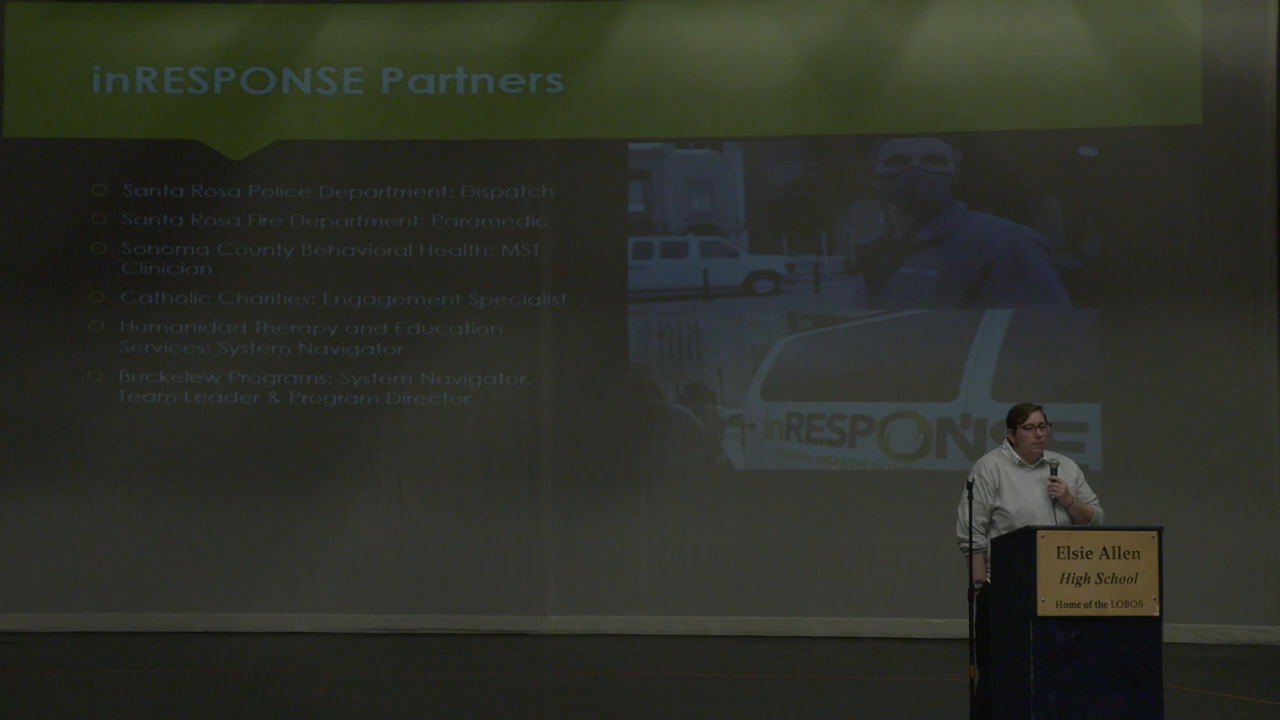 inRESPONSE Partners
Santa Rosa Police Department: Dispatch
Santa Rosa Fire Department: Paramedic
Sonoma County Behavioral Health: MST
Clinician
Catholic Charities: Engagement Specialist
Humanidad Therapy and Education
Services: System Navigator
Buckelew Programs: System Navigator,
Team Leader & Program Director
inRESPONSE
Elsie Allen
High School
Home of the LOBOS